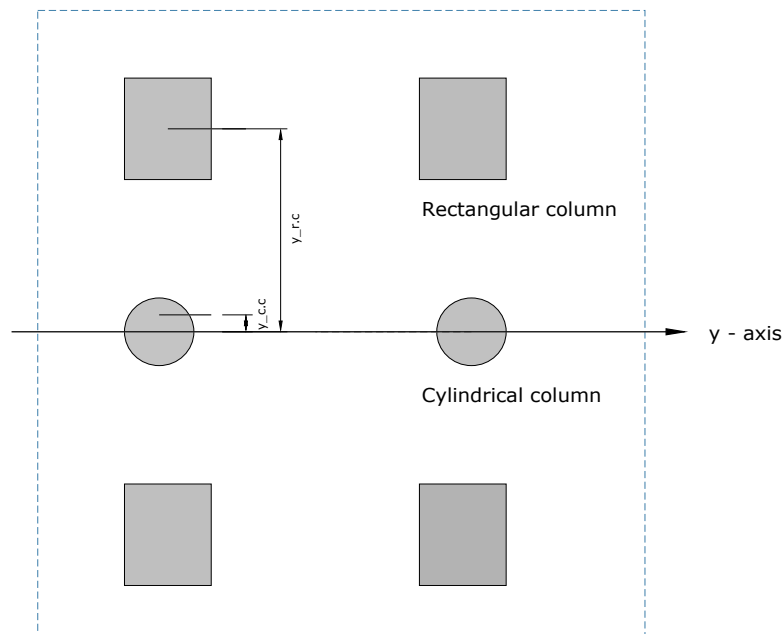 Rectangular column
y_r.c
y_c.c
y - axis
Cylindrical column